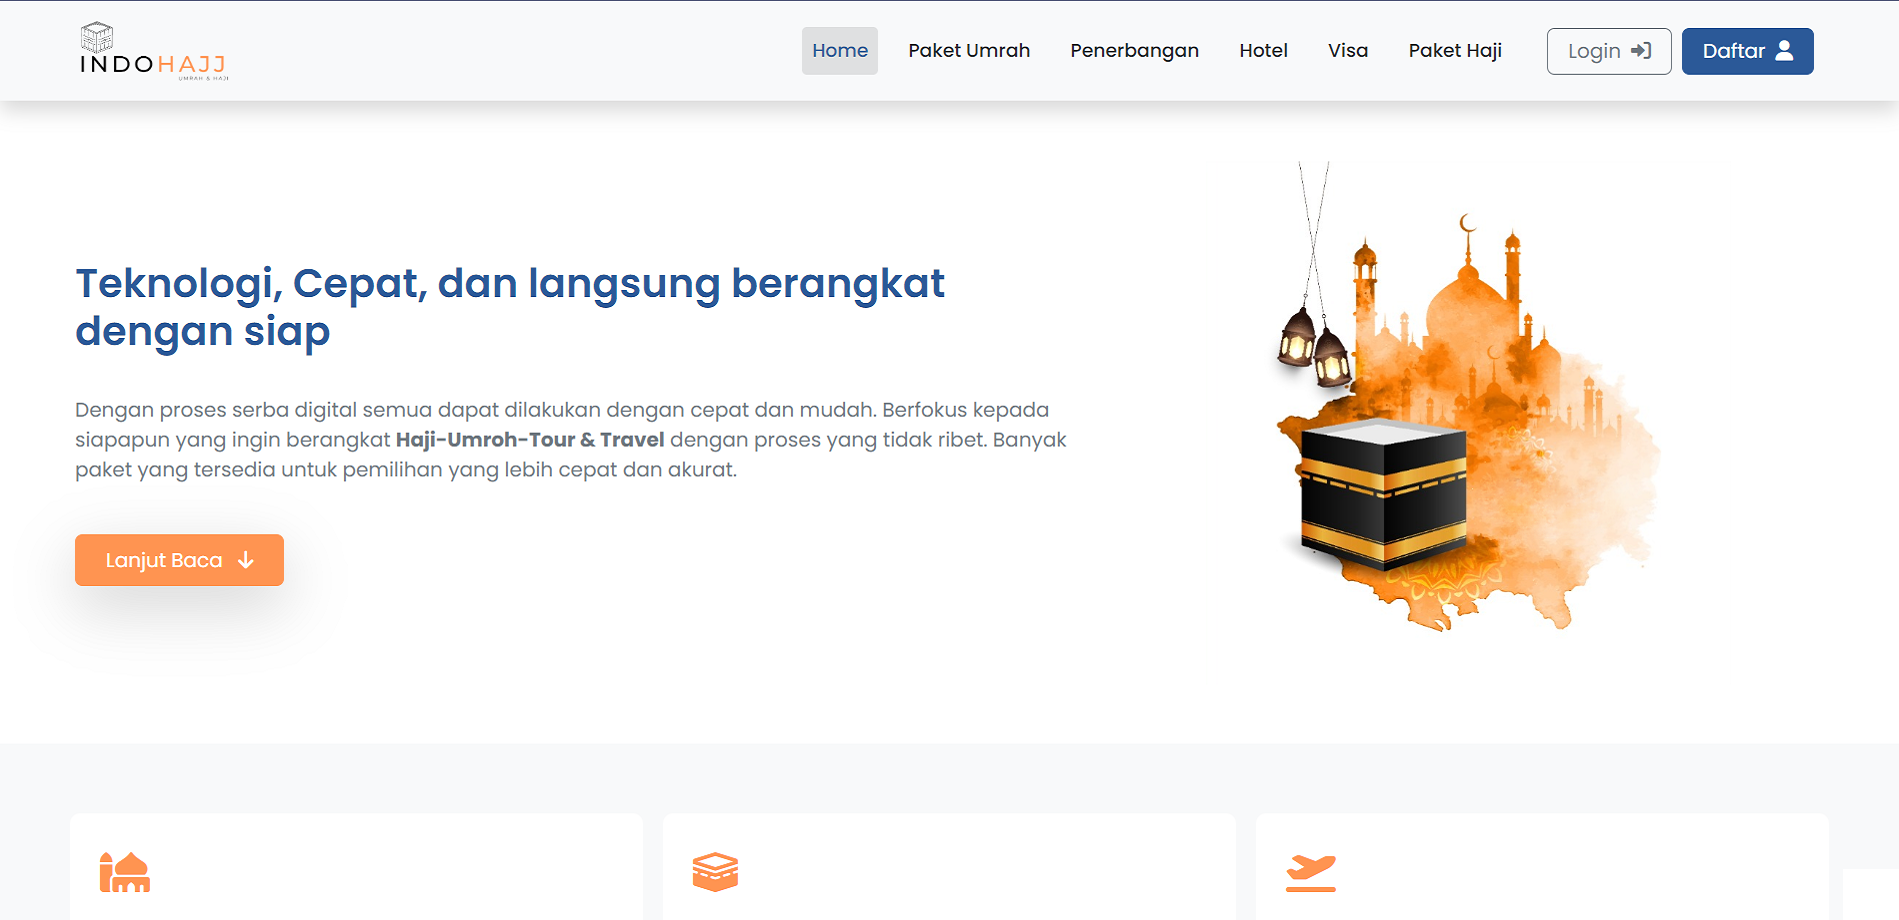 INDOHAJJ
UMRAH & HAJI
Home
Paket Umrah
Penerbangan
Hotel
Visa
Paket Haji
Login
Daftar
Teknologi, Cepat, dan langsung berangkat
dengan siap
Dengan proses serba digital semua dapat dilakukan dengan cepat dan mudah. Berfokus kepada
siapapun yang ingin berangkat Haji-Umroh-Tour & Travel dengan proses yang tidak ribet. Banyak
paket yang tersedia untuk pemilihan yang lebih cepat dan akurat.
Lanjut Baca